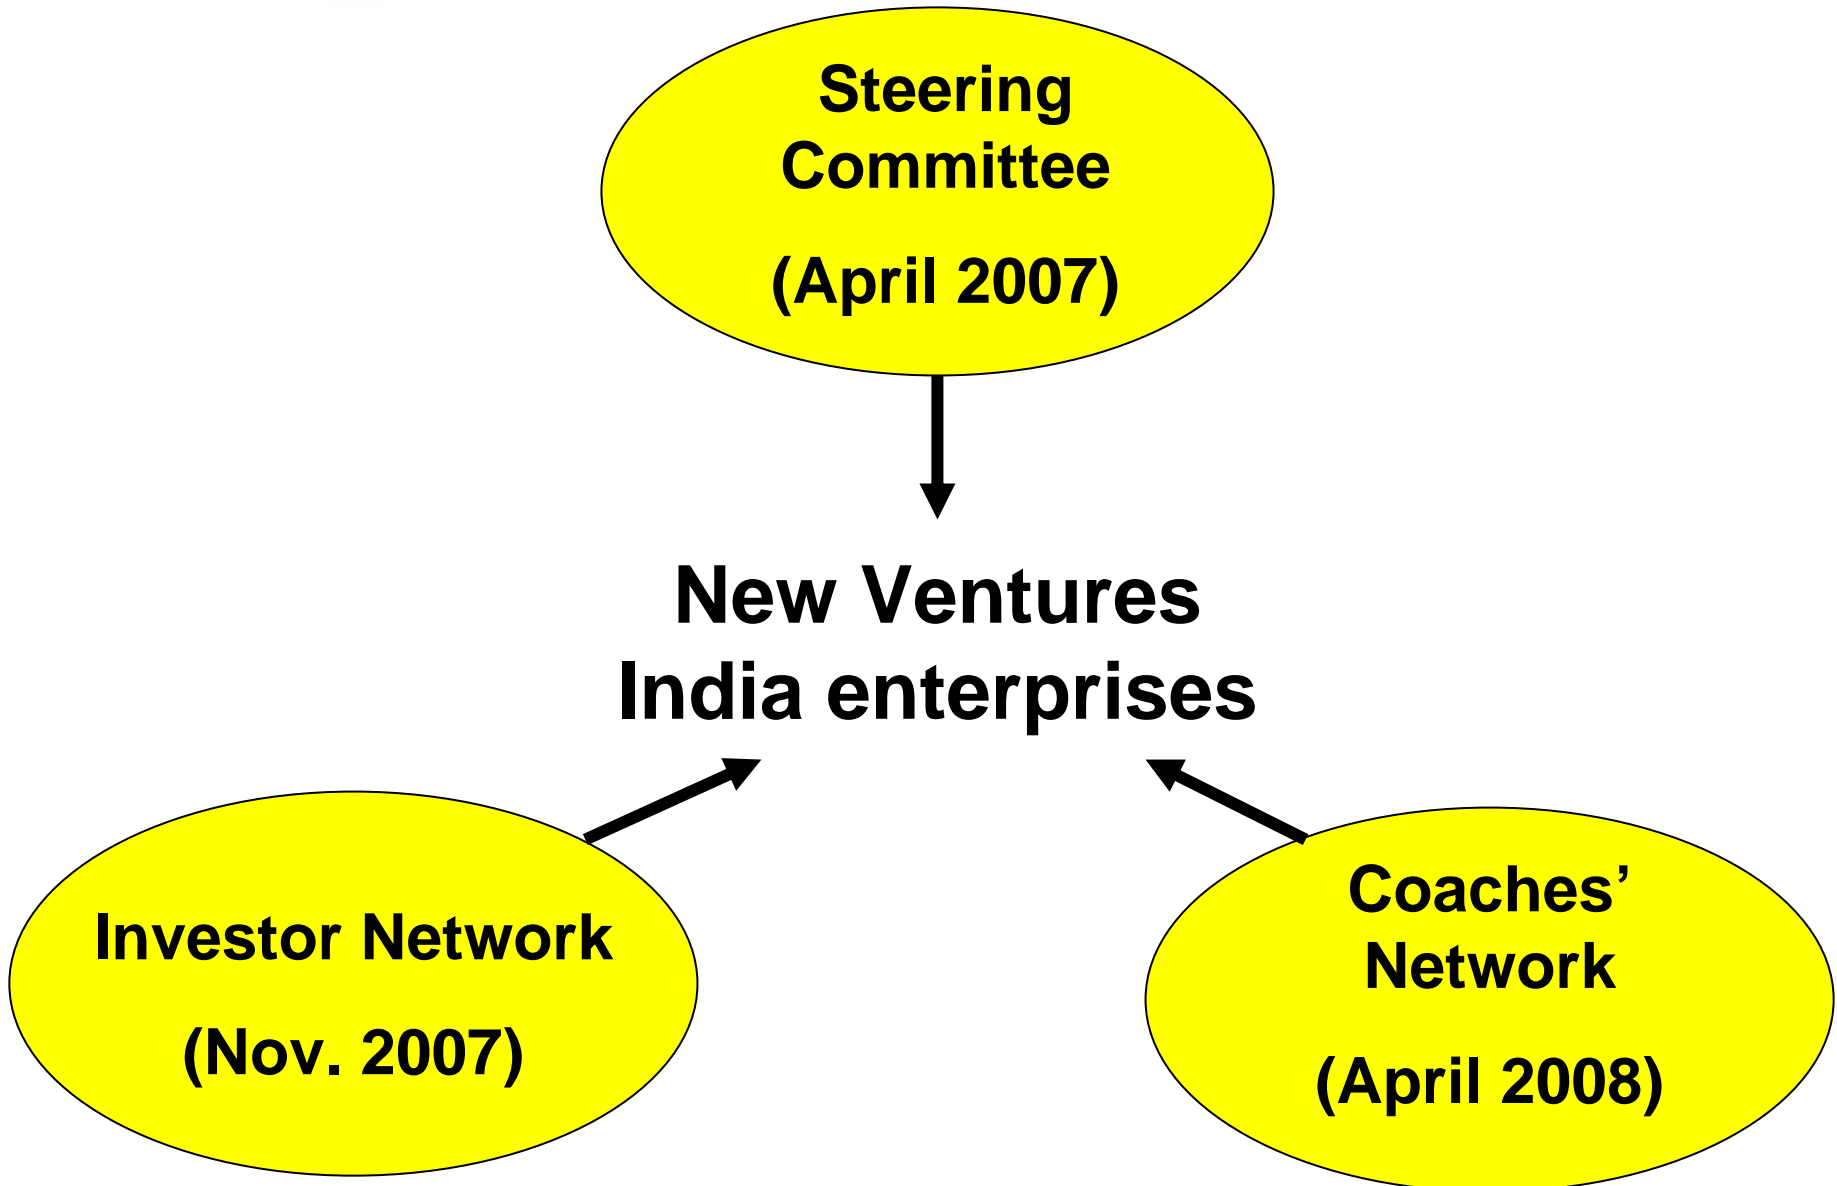 Steering
Committee
(April 2007)
New Ventures
India enterprises
Investor Network
(Nov. 2007)
Coaches’
Network
(April 2008)